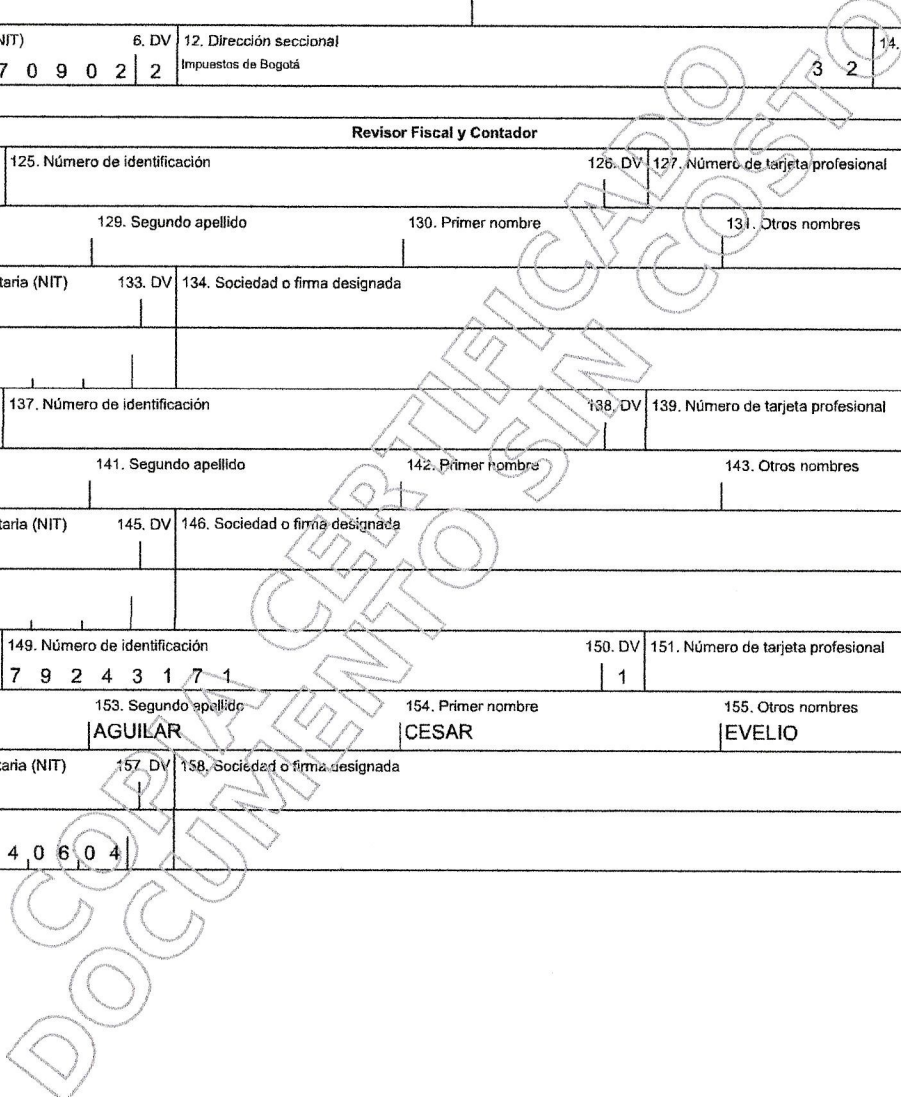 NIT) 6. DV 12. Dirección seccional 14.
7 0 9 0 2 2 Impuestos de Bogotá 3 2
Revisor Fiscal y Contador
125. Número de identificación 126. DV 127. Número de tarjeta profesional
129. Segundo apellido 130. Primer nombre 131. Otros nombres
taria (NIT) 133. DV 134. Sociedad o firma designada
137. Número de identificación 138. DV 139. Número de tarjeta profesional
141. Segundo apellido 142. Primer nombre 143. Otros nombres
taria (NIT) 145. DV 146. Sociedad o firma designada
149. Número de identificación 150. DV 151. Número de tarjeta profesional
7 9 2 4 3 1 7 1 1
153. Segundo apellido 154. Primer nombre 155. Otros nombres
AGUILAR CESAR EVELIO
taria (NIT) 157. DV 158. Sociedad o firma designada
4 0 6 0 4
COPIA CERTIFICADO
DOCUMENTO SIN COSTO